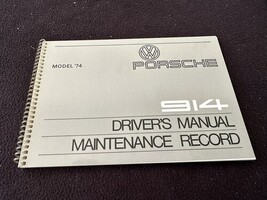 MODEL '74
PORSCHE
914
DRIVER'S MANUAL
MAINTENANCE RECORD